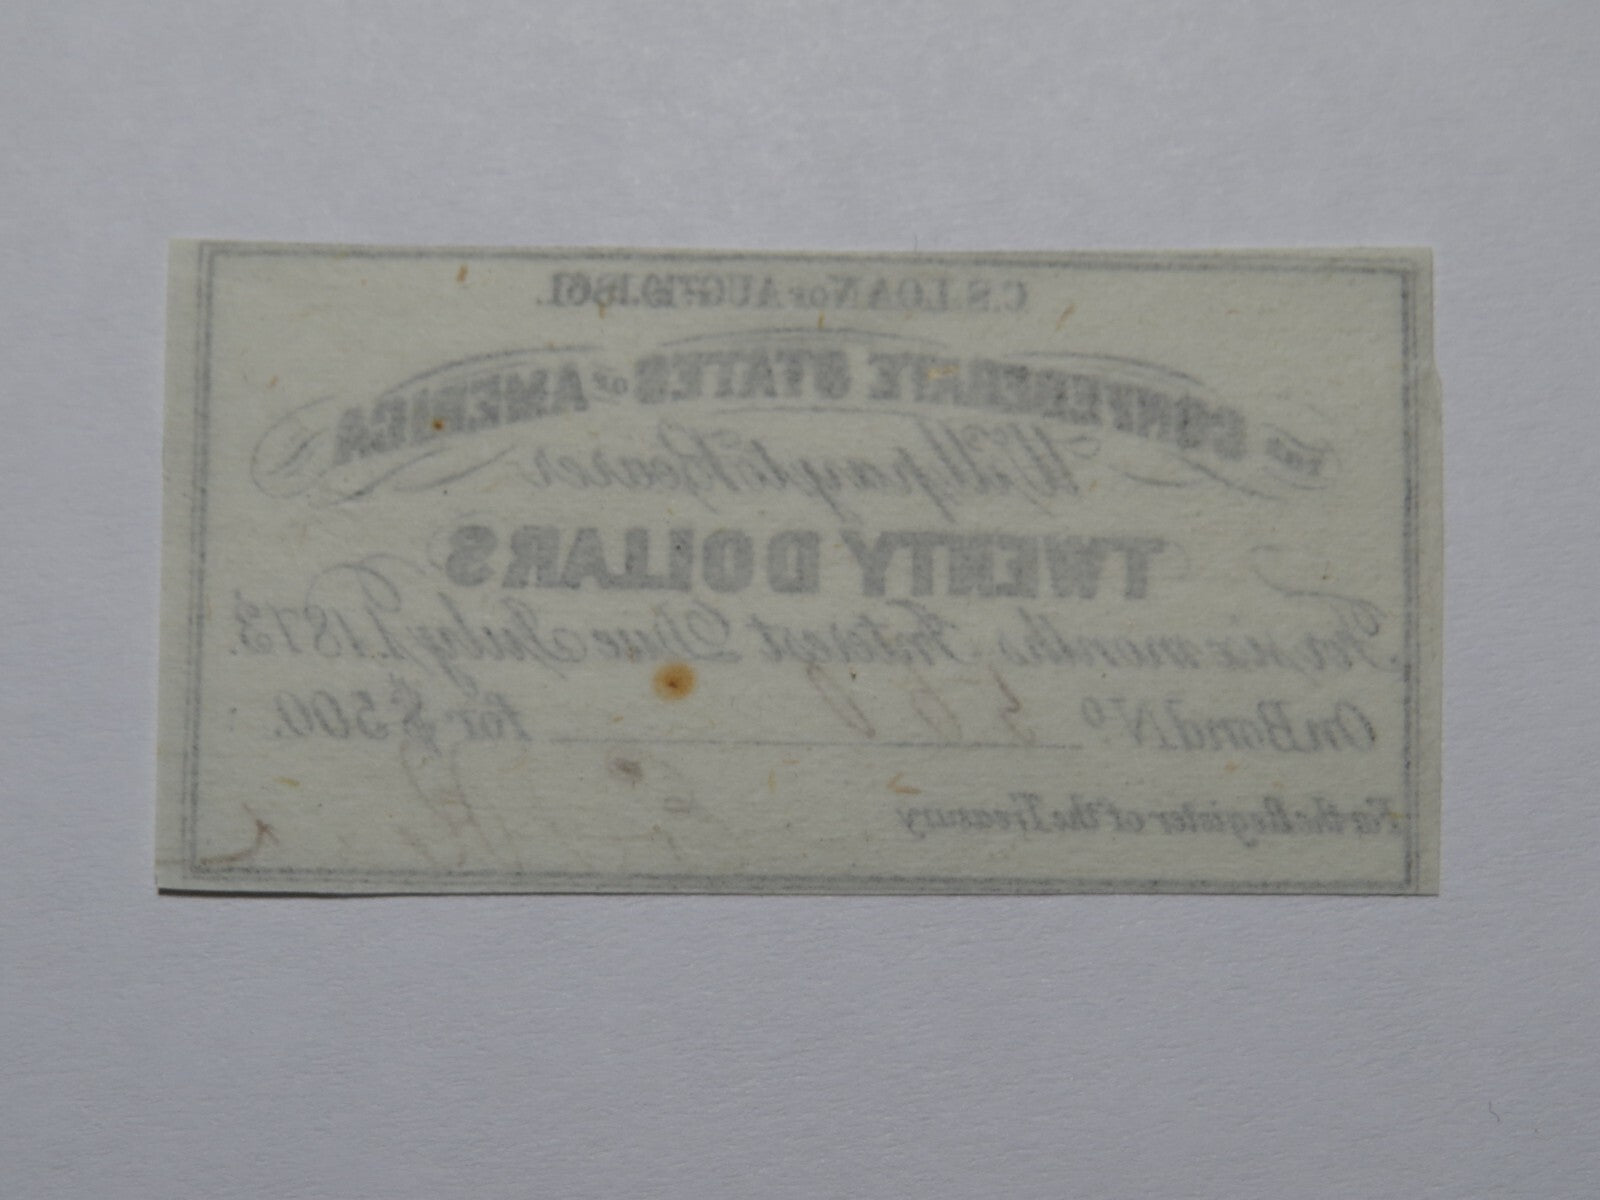 C.S. LOAN OF AUGT. 19. 1861.
THE CONFEDERATE STATES OF AMERICA
Will pay to Bearer
TWENTY DOLLARS
For six months Interest Due July 1, 1873.
On Bond No. for $500.
For the Register of the Treasury